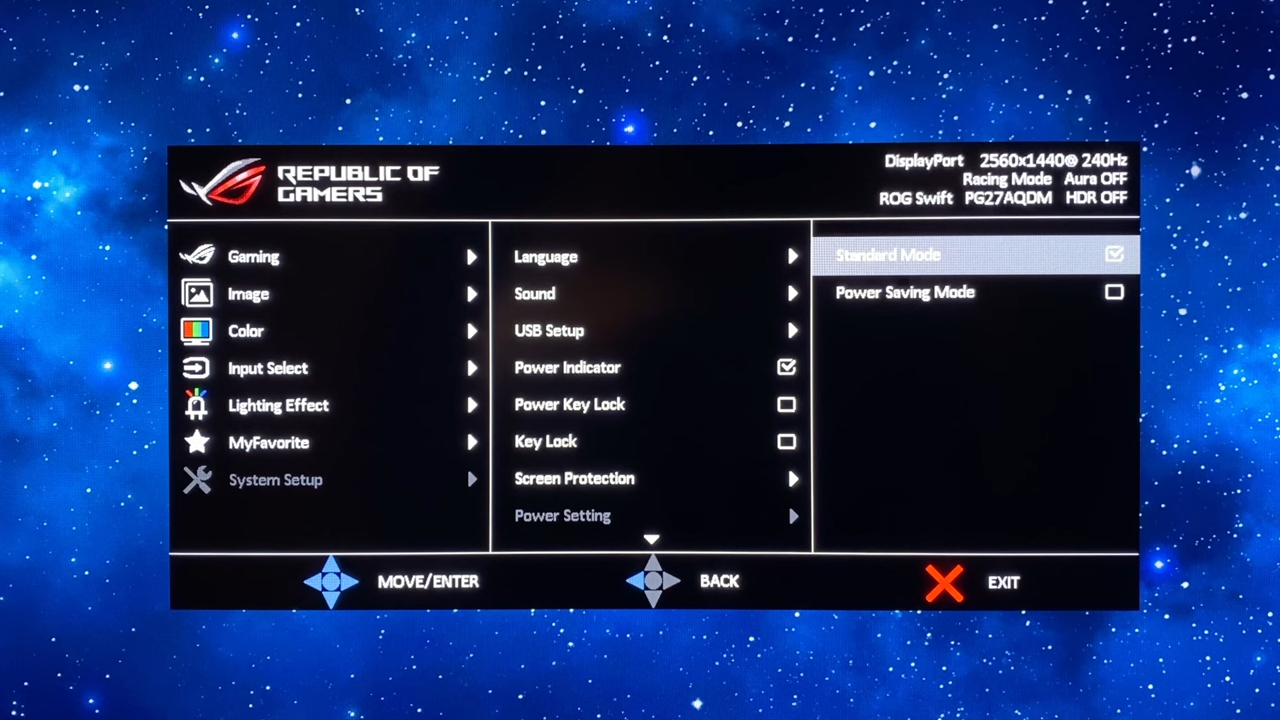 REPUBLIC OF
GAMERS
DisplayPort 2560x1440@ 240Hz
Racing Mode Aura OFF
ROG Swift PG27AQDM HDR OFF
Gaming
Image
Color
Input Select
Lighting Effect
MyFavorite
System Setup
Language
Sound
USB Setup
Power Indicator
Power Key Lock
Key Lock
Screen Protection
Power Setting
Standard Mode
Power Saving Mode
MOVE/ENTER
BACK
EXIT